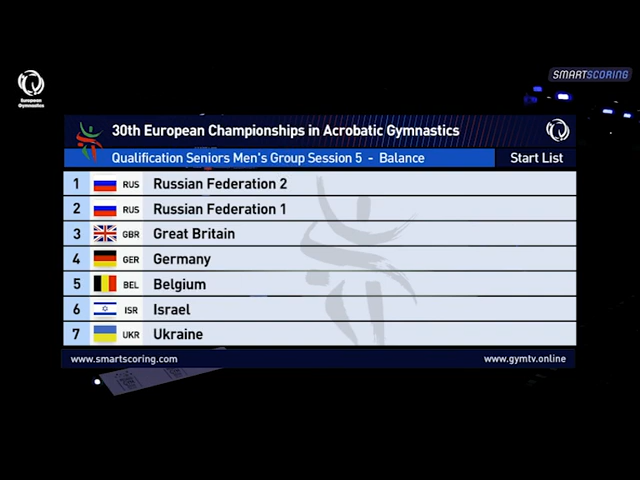 SMARTSCORING
European
Gymnastics
30th European Championships in Acrobatic Gymnastics
Qualification Seniors Men's Group Session 5 - Balance Start List
1 RUS Russian Federation 2
2 RUS Russian Federation 1
3 GBR Great Britain
4 GER Germany
5 BEL Belgium
6 ISR Israel
7 UKR Ukraine
www.smartscoring.com www.gymtv.online